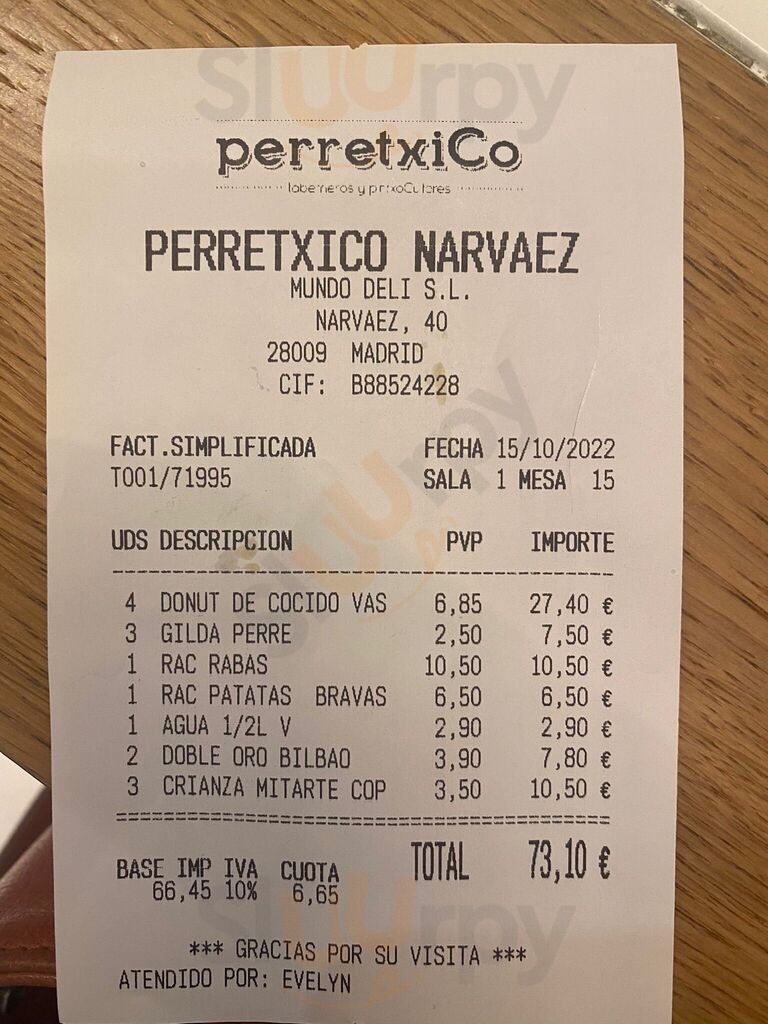 Sluurpy
perretxiCo
taberneros y pintxoCultores
PERRETXICO NARVAEZ
MUNDO DELI S.L.
NARVAEZ, 40
28009 MADRID
CIF: B88524228
FACT.SIMPLIFICADA FECHA 15/10/2022
T001/71995 SALA 1 MESA 15
Sluurpy
UDS DESCRIPCION PVP IMPORTE
4 DONUT DE COCIDO VAS 6,85 27,40 €
3 GILDA PERRE 2,50 7,50 €
1 RAC RABAS 10,50 10,50 €
1 RAC PATATAS BRAVAS 6,50 6,50 €
1 AGUA 1/2L V 2,90 2,90 €
2 DOBLE ORO BILBAO 3,90 7,80 €
3 CRIANZA MITARTE COP 3,50 10,50 €
TOTAL 73,10 €
BASE IMP IVA CUOTA
66,45 10% 6,65
Sluurpy
*** GRACIAS POR SU VISITA ***
ATENDIDO POR: EVELYN